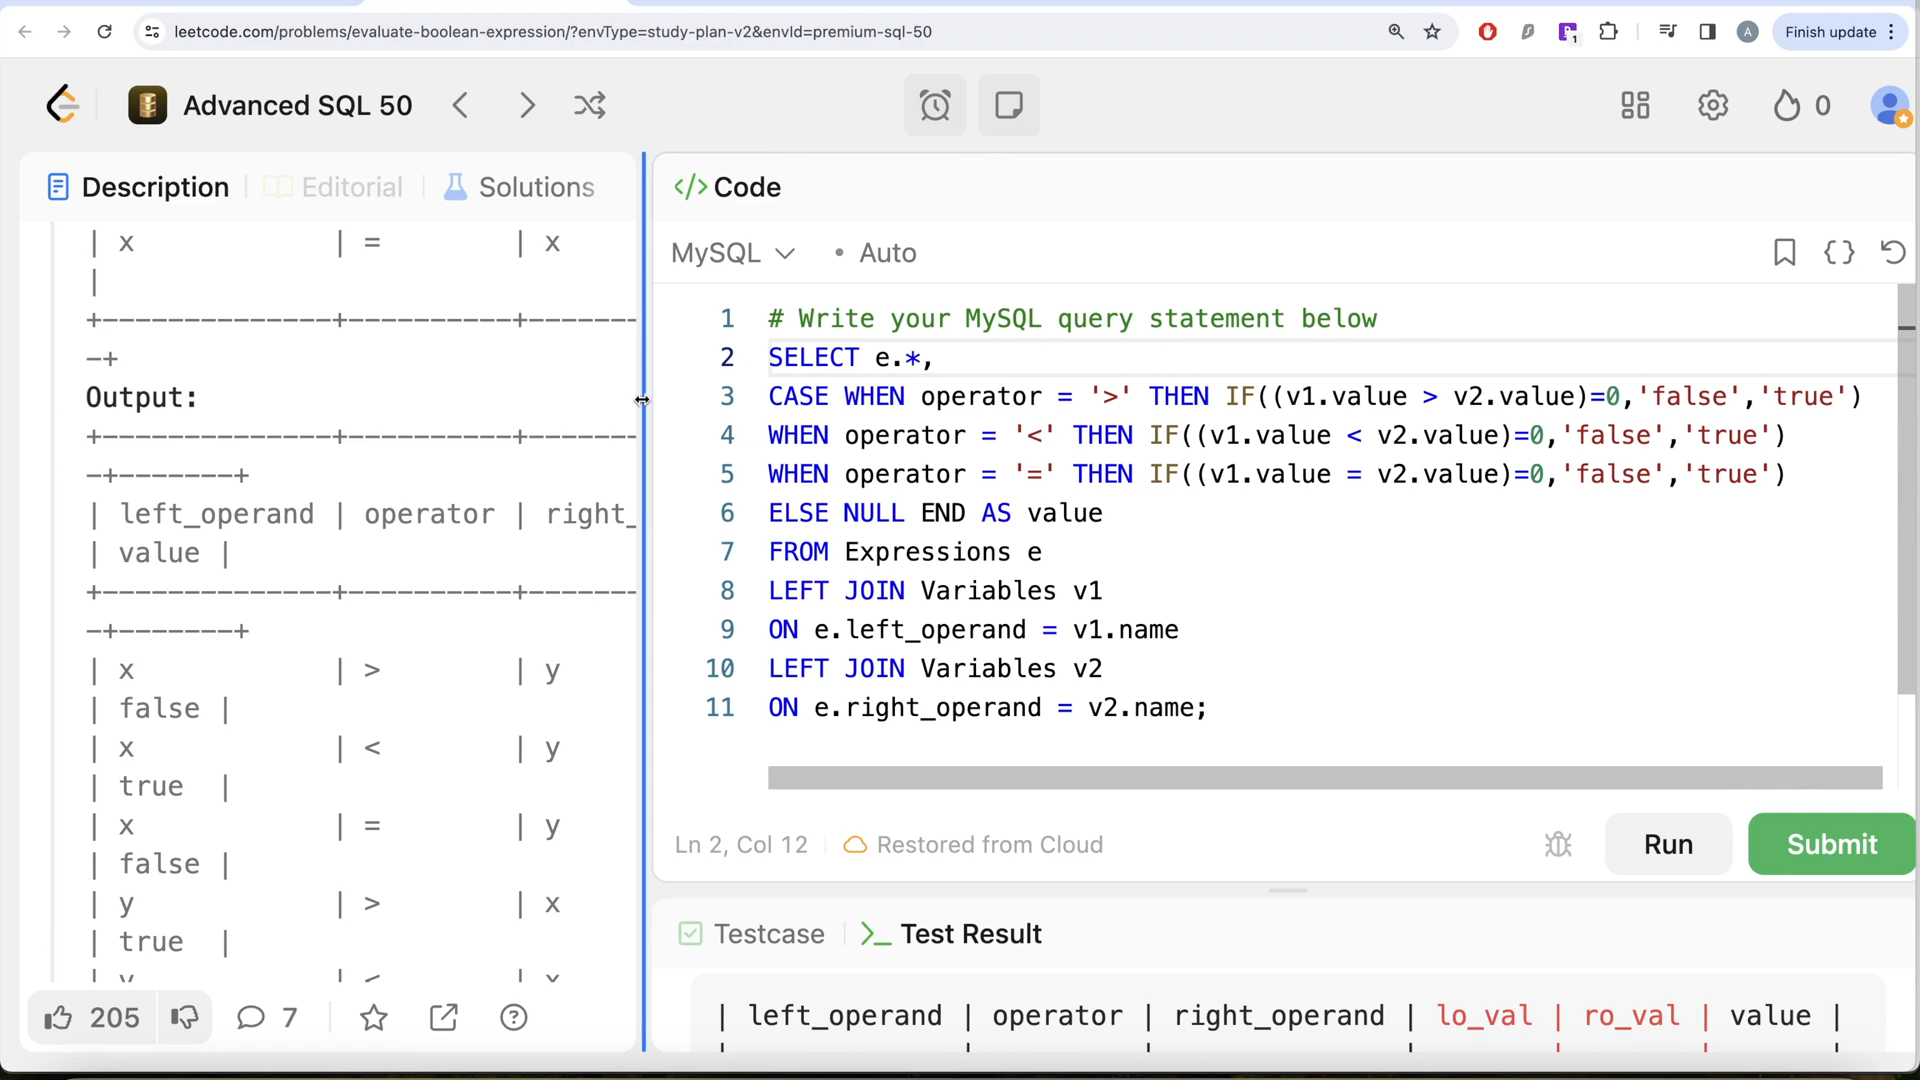 leetcode.com/problems/evaluate-boolean-expression/?envType=study-plan-v2&envId=premium-sql-50
1
A
Finish update
Advanced SQL 50
0
Description
Editorial
Solutions
| x | = | x
|
+--------------+----------+-------
-+
Output:
+--------------+----------+-------
-+-------+
| left_operand | operator | right_
| value |
+--------------+----------+-------
-+-------+
| x | > | y
| false |
| x | < | y
| true |
| x | = | y
| false |
| y | > | x
| true |
| y | < | x
205
7
</> Code
MySQL
• Auto
{}
1 # Write your MySQL query statement below
2 SELECT e.*,
3 CASE WHEN operator = '>' THEN IF((v1.value > v2.value)=0,'false','true')
4 WHEN operator = '<' THEN IF((v1.value < v2.value)=0,'false','true')
5 WHEN operator = '=' THEN IF((v1.value = v2.value)=0,'false','true')
6 ELSE NULL END AS value
7 FROM Expressions e
8 LEFT JOIN Variables v1
9 ON e.left_operand = v1.name
10 LEFT JOIN Variables v2
11 ON e.right_operand = v2.name;
Ln 2, Col 12
Restored from Cloud
Run
Submit
Testcase
>_ Test Result
| left_operand | operator | right_operand | lo_val | ro_val | value |